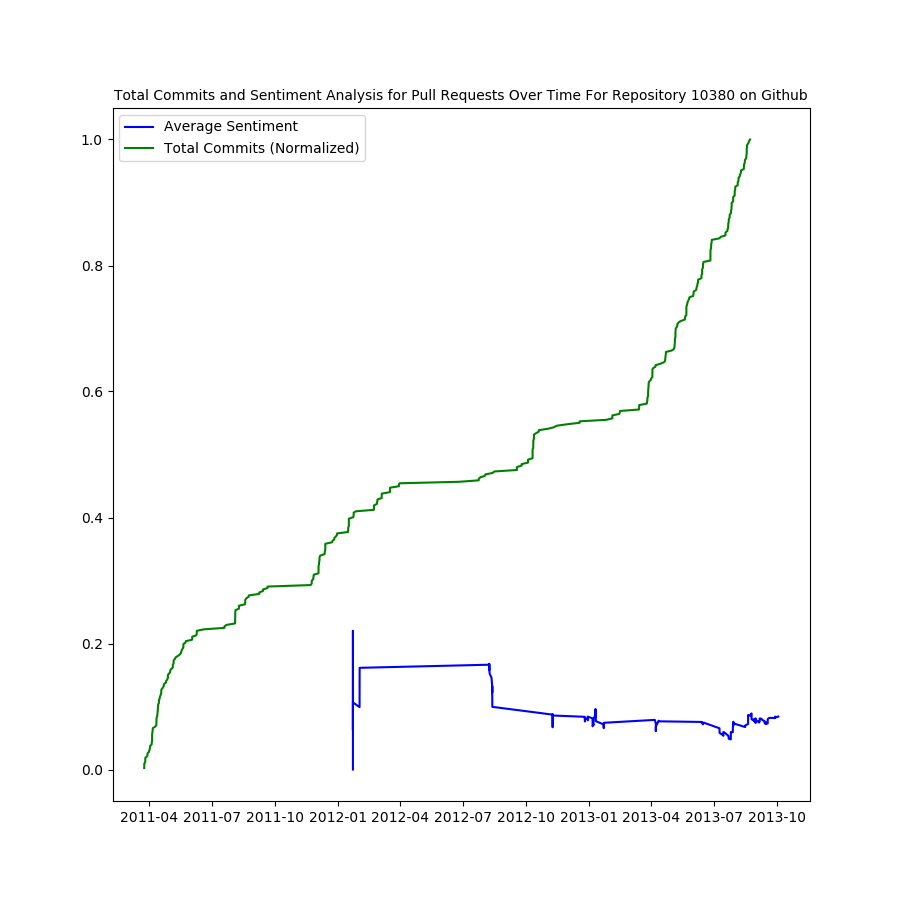 Total Commits and Sentiment Analysis for Pull Requests Over Time For Repository 10380 on Github
Average Sentiment
Total Commits (Normalized)
1.0
0.8
0.6
0.4
0.2
0.0
2011-04 2011-07 2011-10 2012-01 2012-04 2012-07 2012-10 2013-01 2013-04 2013-07 2013-10